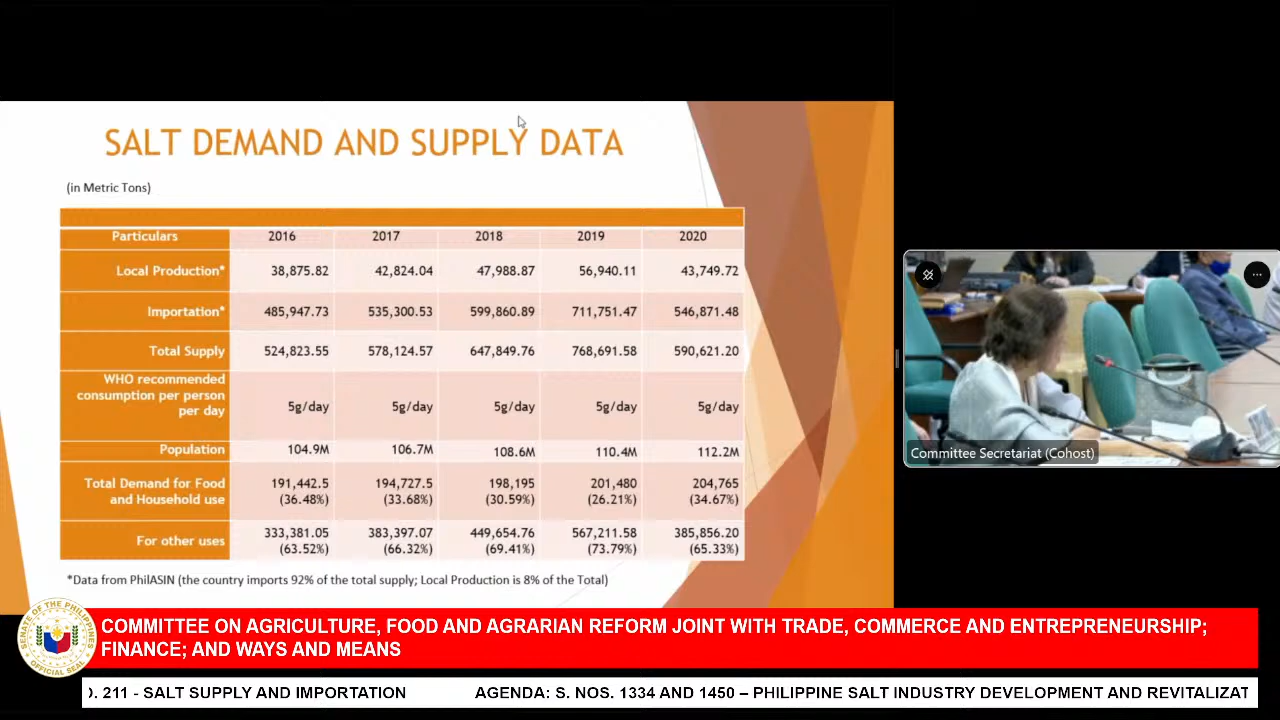 SALT DEMAND AND SUPPLY DATA
(in Metric Tons)
Particulars 2016 2017 2018 2019 2020
Local Production* 38,875.82 42,824.04 47,988.87 56,940.11 43,749.72
Importation* 485,947.73 535,300.53 599,860.89 711,751.47 546,871.48
Total Supply 524,823.55 578,124.57 647,849.76 768,691.58 590,621.20
WHO recommended
consumption per person
per day 5g/day 5g/day 5g/day 5g/day 5g/day
Population 104.9M 106.7M 108.6M 110.4M 112.2M
Total Demand for Food 191,442.5 194,727.5 198,195 201,480 204,765
and Household use (36.48%) (33.68%) (30.59%) (26.21%) (34.67%)
For other uses 333,381.05 383,397.07 449,654.76 567,211.58 385,856.20
(63.52%) (66.32%) (69.41%) (73.79%) (65.33%)
*Data from PhilASIN (the country imports 92% of the total supply; Local Production is 8% of the Total)
Committee Secretariat (Cohost)
SENATE OF THE PHILIPPINES
OFFICIAL SEAL
COMMITTEE ON AGRICULTURE, FOOD AND AGRARIAN REFORM JOINT WITH TRADE, COMMERCE AND ENTREPRENEURSHIP;
FINANCE; AND WAYS AND MEANS
. 211 - SALT SUPPLY AND IMPORTATION AGENDA: S. NOS. 1334 AND 1450 – PHILIPPINE SALT INDUSTRY DEVELOPMENT AND REVITALIZAT